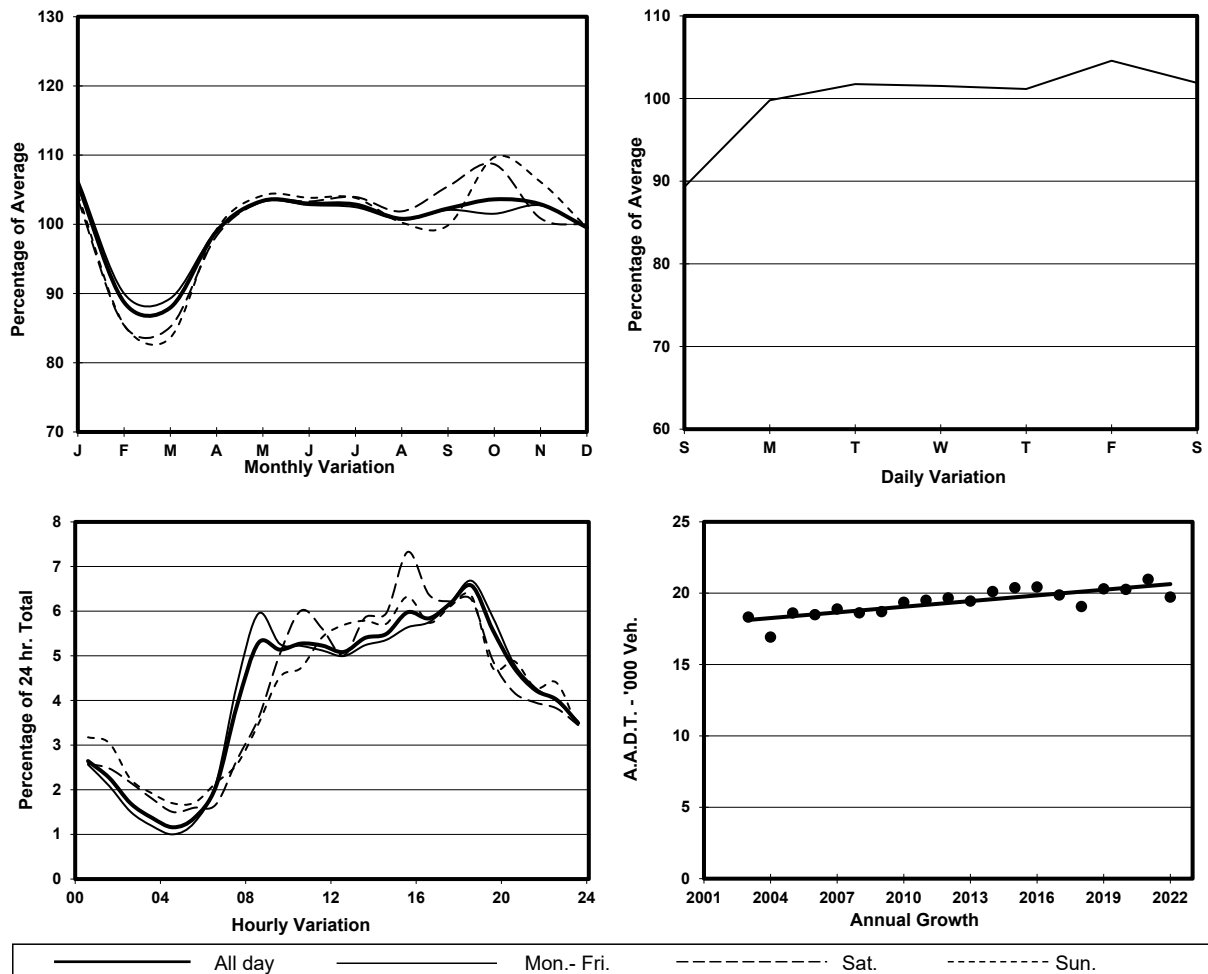 130
120
110
100
90
80
70
Percentage of Average
J F M A M J J A S O N D
Monthly Variation
110
100
90
80
70
60
Percentage of Average
S M T W T F S
Daily Variation
8
7
6
5
4
3
2
1
0
Percentage of 24 hr. Total
00 04 08 12 16 20 24
Hourly Variation
25
20
15
10
5
0
A.A.D.T. - '000 Veh.
2001 2004 2007 2010 2013 2016 2019 2022
Annual Growth
All day Mon.- Fri. Sat. Sun.